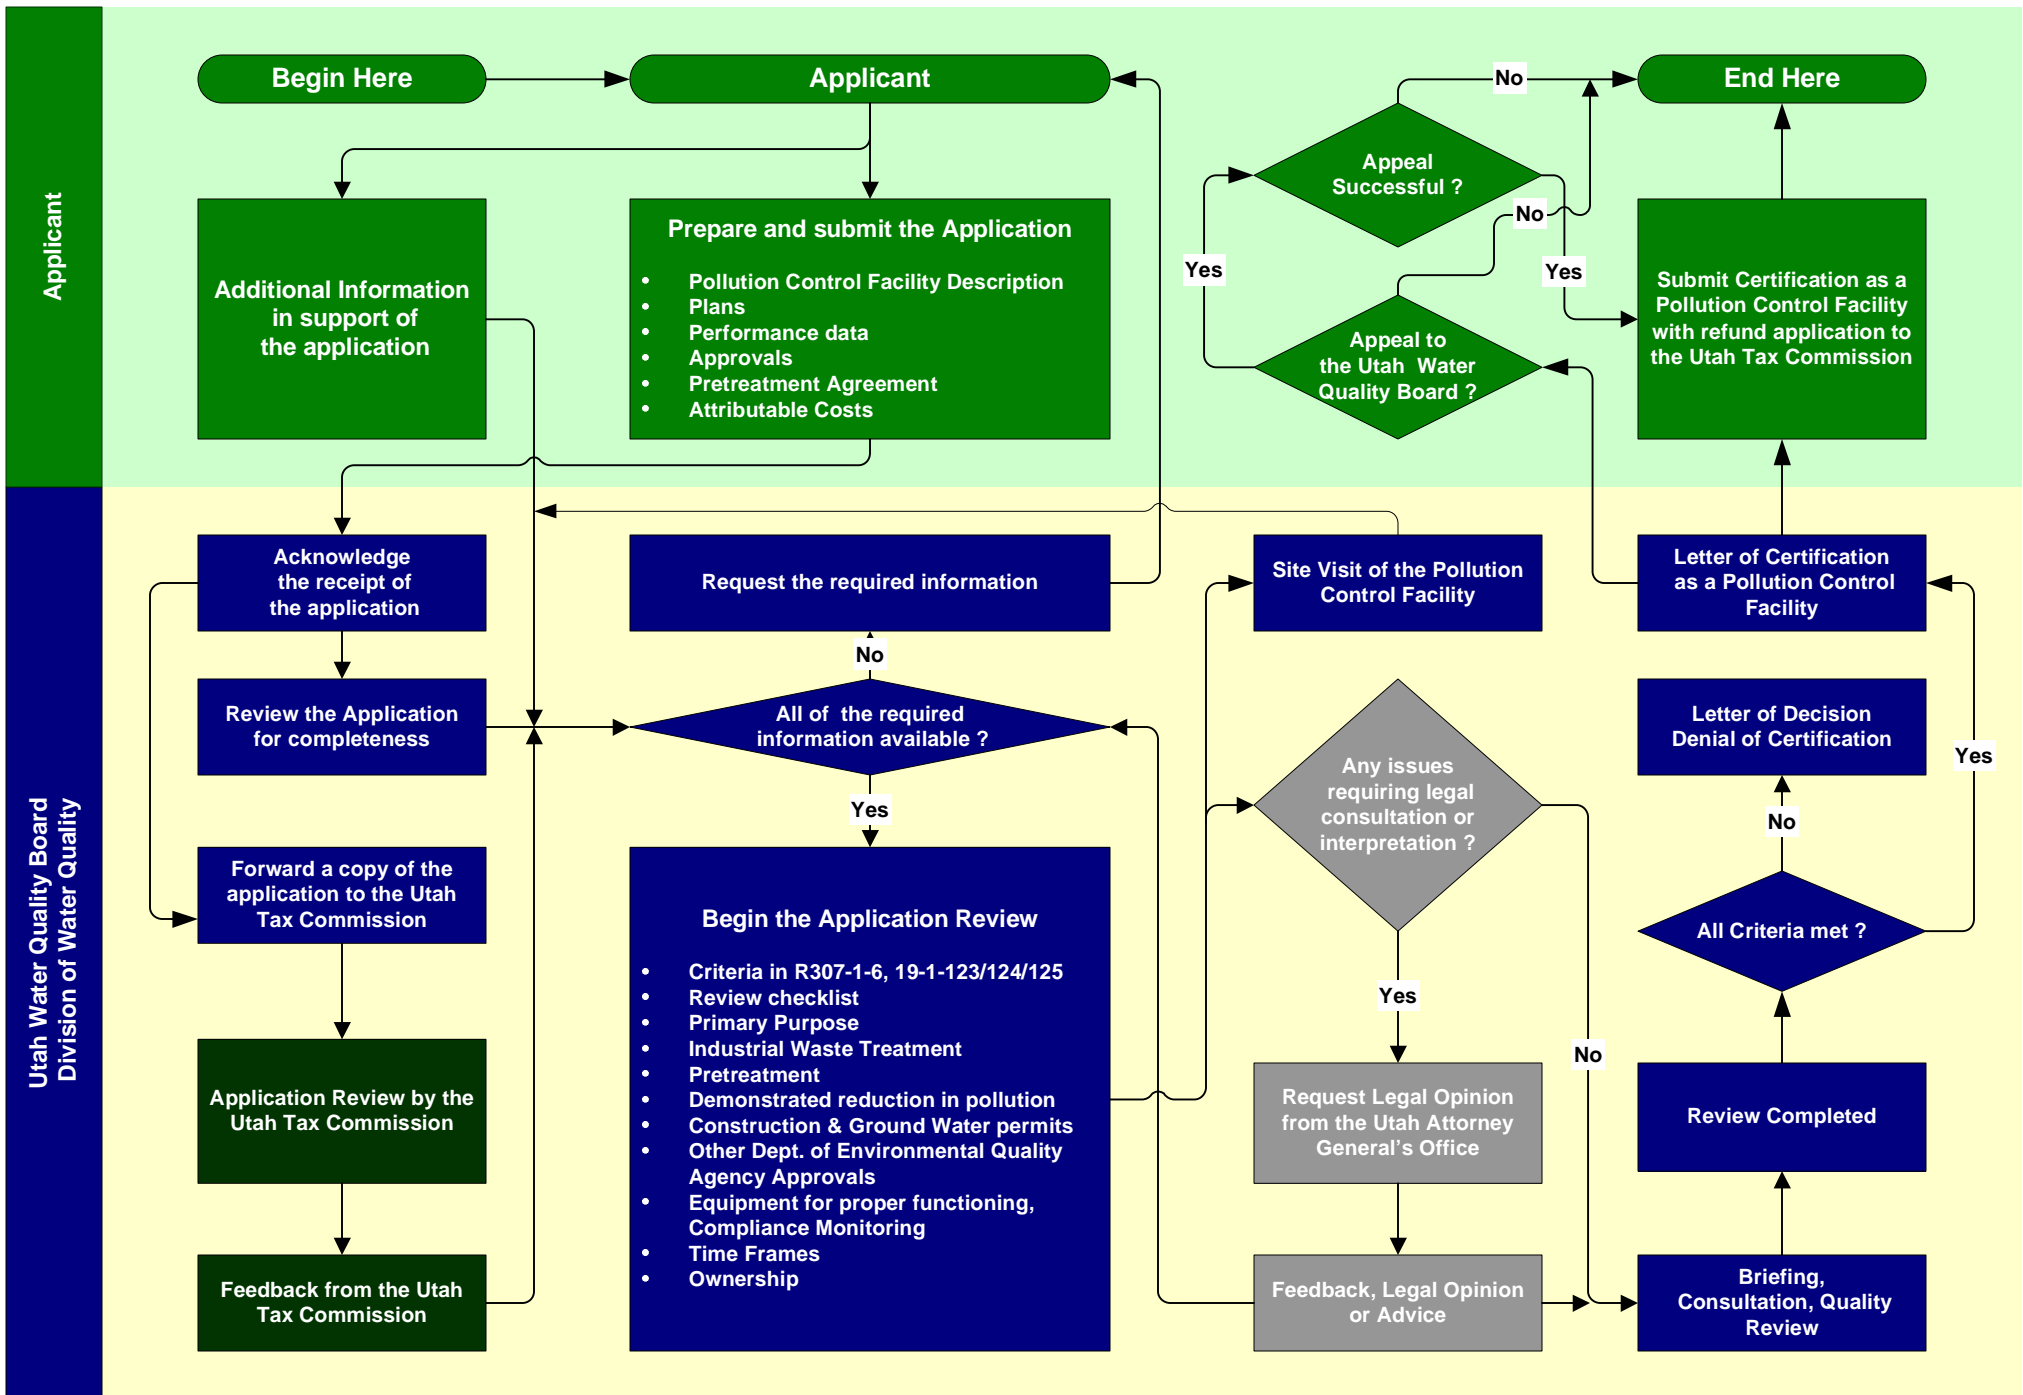 Applicant
Utah Water Quality Board
Division of Water Quality
Begin Here
Applicant
End Here
No
Appeal
Successful ?
No
Yes
Yes
Additional Information
in support of
the application
Prepare and submit the Application
• Pollution Control Facility Description
• Plans
• Performance data
• Approvals
• Pretreatment Agreement
• Attributable Costs
Appeal to
the Utah Water
Quality Board ?
Submit Certification as a
Pollution Control Facility
with refund application to
the Utah Tax Commission
Acknowledge
the receipt of
the application
Request the required information
Site Visit of the Pollution
Control Facility
Letter of Certification
as a Pollution Control
Facility
No
Review the Application
for completeness
All of the required
information available ?
Yes
Any issues
requiring legal
consultation or
interpretation ?
Letter of Decision
Denial of Certification
Yes
No
Forward a copy of the
application to the Utah
Tax Commission
Begin the Application Review
• Criteria in R307-1-6, 19-1-123/124/125
• Review checklist
• Primary Purpose
• Industrial Waste Treatment
• Pretreatment
• Demonstrated reduction in pollution
• Construction & Ground Water permits
• Other Dept. of Environmental Quality
Agency Approvals
• Equipment for proper functioning,
Compliance Monitoring
• Time Frames
• Ownership
All Criteria met ?
Yes
No
Application Review by the
Utah Tax Commission
Request Legal Opinion
from the Utah Attorney
General’s Office
Review Completed
Feedback from the Utah
Tax Commission
Feedback, Legal Opinion
or Advice
Briefing,
Consultation, Quality
Review